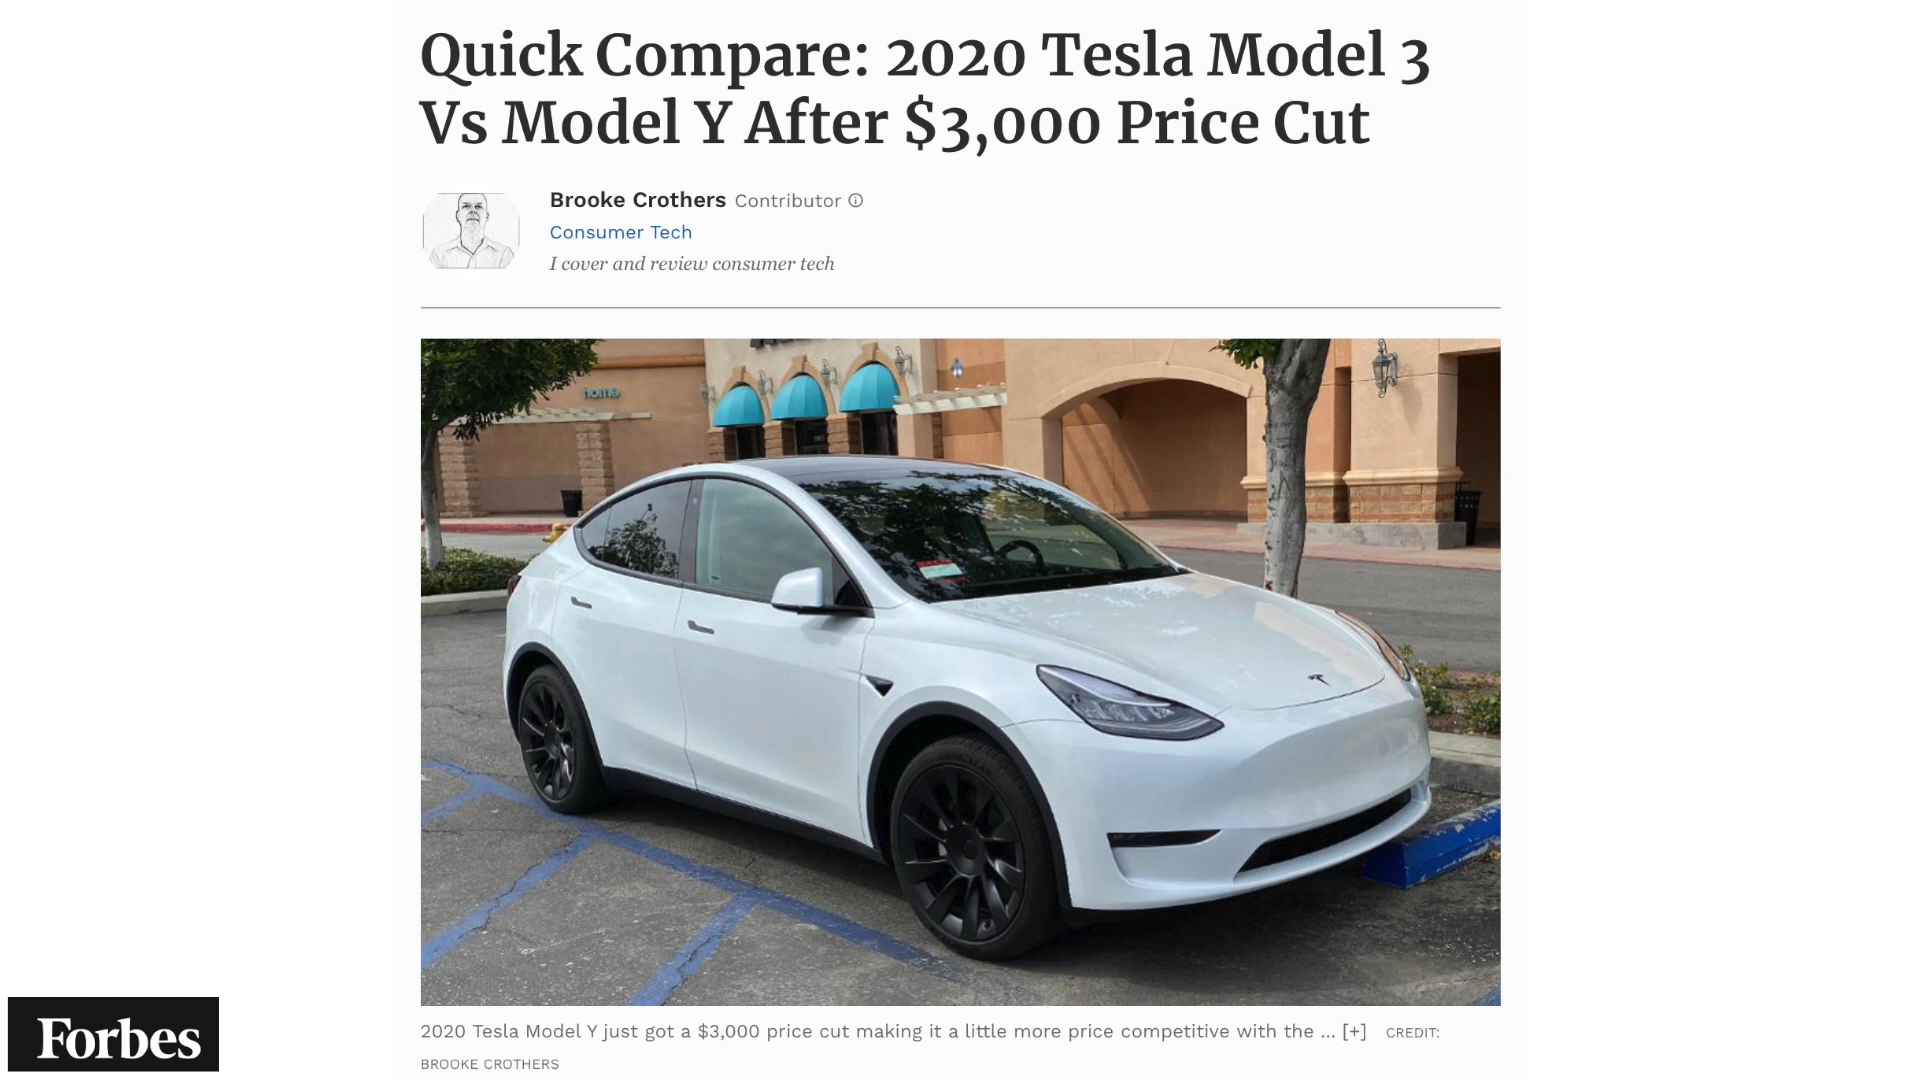 Quick Compare: 2020 Tesla Model 3
Vs Model Y After $3,000 Price Cut
Brooke Crothers Contributor
Consumer Tech
I cover and review consumer tech
home
2020 Tesla Model Y just got a $3,000 price cut making it a little more price competitive with the ... [+] CREDIT:
BROOKE CROTHERS
Forbes